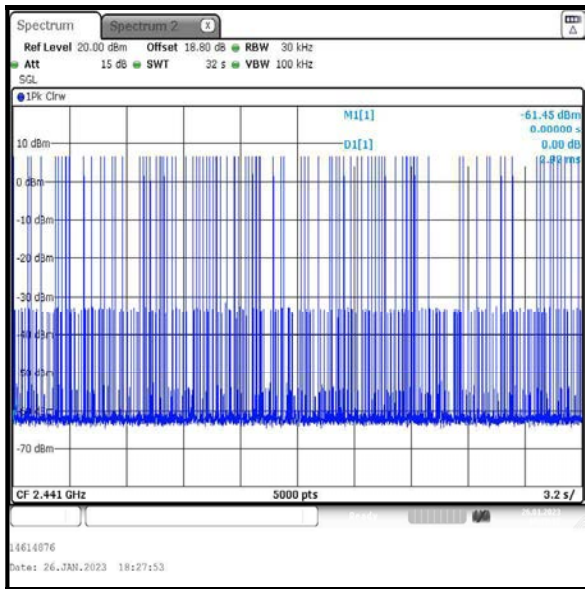 Spectrum Spectrum 2 X
Ref Level 20.00 dBm Offset 18.80 dB RBW 30 kHz
Att 15 dB SWT 32 s VBW 100 kHz
SGL
1Pk Clrw
M1[1] -61.45 dBm
0.00000 s
D1[1] 0.00 dB
ms
10 dBm
0 dBm
-10 dBm
-20 dBm
-30 dBm
-70 dBm
CF 2.441 GHz 5000 pts 3.2 s/
14614876
Date: 26.JAN.2023 18:27:53